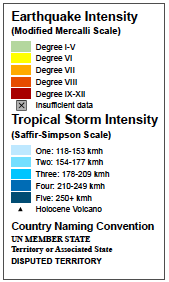 Earthquake Intensity
(Modified Mercalli Scale)
Degree I-V
Degree VI
Degree VII
Degree VIII
Degree IX-XII
Insufficient data
Tropical Storm Intensity
(Saffir-Simpson Scale)
One: 118-153 kmh
Two: 154-177 kmh
Three: 178-209 kmh
Four: 210-249 kmh
Five: 250+ kmh
Holocene Volcano
Country Naming Convention
UN MEMBER STATE
Territory or Associated State
DISPUTED TERRITORY